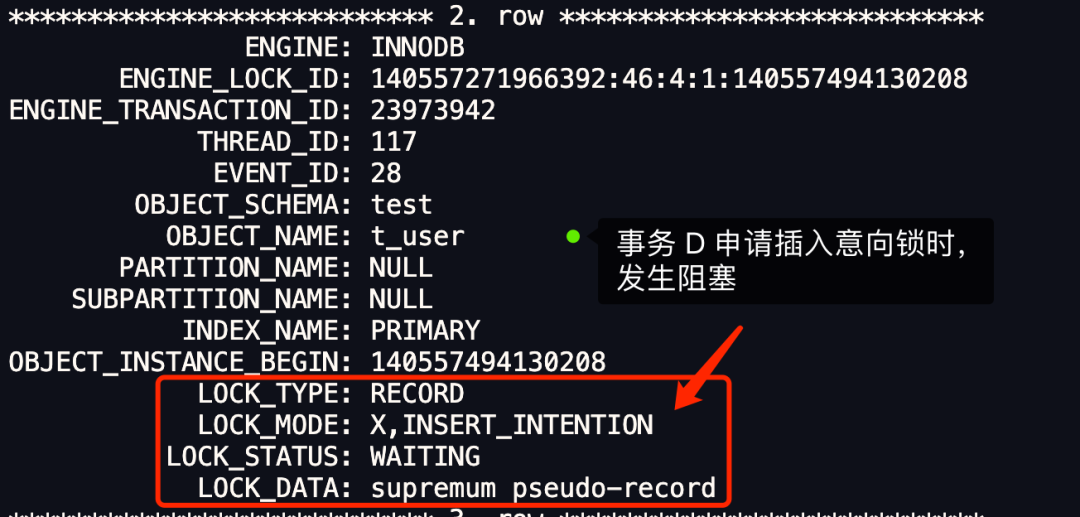 *************************** 2. row ***************************
ENGINE: INNODB
ENGINE_LOCK_ID: 140557271966392:46:4:1:140557494130208
ENGINE_TRANSACTION_ID: 23973942
THREAD_ID: 117
EVENT_ID: 28
OBJECT_SCHEMA: test
OBJECT_NAME: t_user
事务 D 申请插入意向锁时，
发生阻塞
PARTITION_NAME: NULL
SUBPARTITION_NAME: NULL
INDEX_NAME: PRIMARY
OBJECT_INSTANCE_BEGIN: 140557494130208
LOCK_TYPE: RECORD
LOCK_MODE: X,INSERT_INTENTION
LOCK_STATUS: WAITING
LOCK_DATA: supremum pseudo-record
*************************** 3. row ***************************